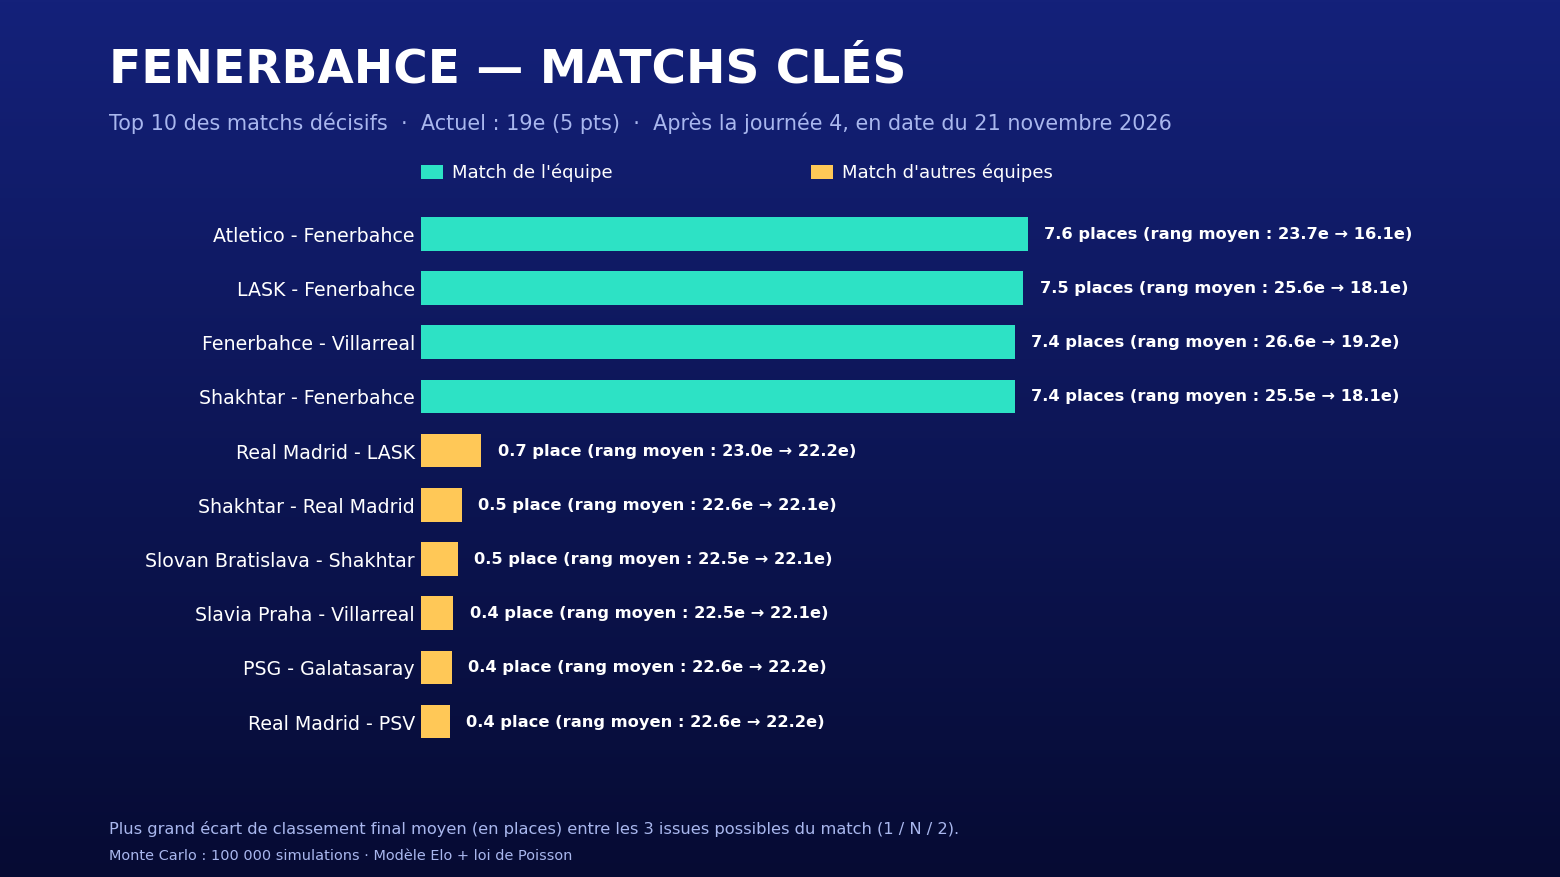 FENERBAHCE — MATCHS CLÉS
Top 10 des matchs décisifs · Actuel : 19e (5 pts) · Après la journée 4, en date du 21 novembre 2026
Match de l'équipe
Match d'autres équipes
Atletico - Fenerbahce 7.6 places (rang moyen : 23.7e → 16.1e)
LASK - Fenerbahce 7.5 places (rang moyen : 25.6e → 18.1e)
Fenerbahce - Villarreal 7.4 places (rang moyen : 26.6e → 19.2e)
Shakhtar - Fenerbahce 7.4 places (rang moyen : 25.5e → 18.1e)
Real Madrid - LASK 0.7 place (rang moyen : 23.0e → 22.2e)
Shakhtar - Real Madrid 0.5 place (rang moyen : 22.6e → 22.1e)
Slovan Bratislava - Shakhtar 0.5 place (rang moyen : 22.5e → 22.1e)
Slavia Praha - Villarreal 0.4 place (rang moyen : 22.5e → 22.1e)
PSG - Galatasaray 0.4 place (rang moyen : 22.6e → 22.2e)
Real Madrid - PSV 0.4 place (rang moyen : 22.6e → 22.2e)
Plus grand écart de classement final moyen (en places) entre les 3 issues possibles du match (1 / N / 2).
Monte Carlo : 100 000 simulations · Modèle Elo + loi de Poisson